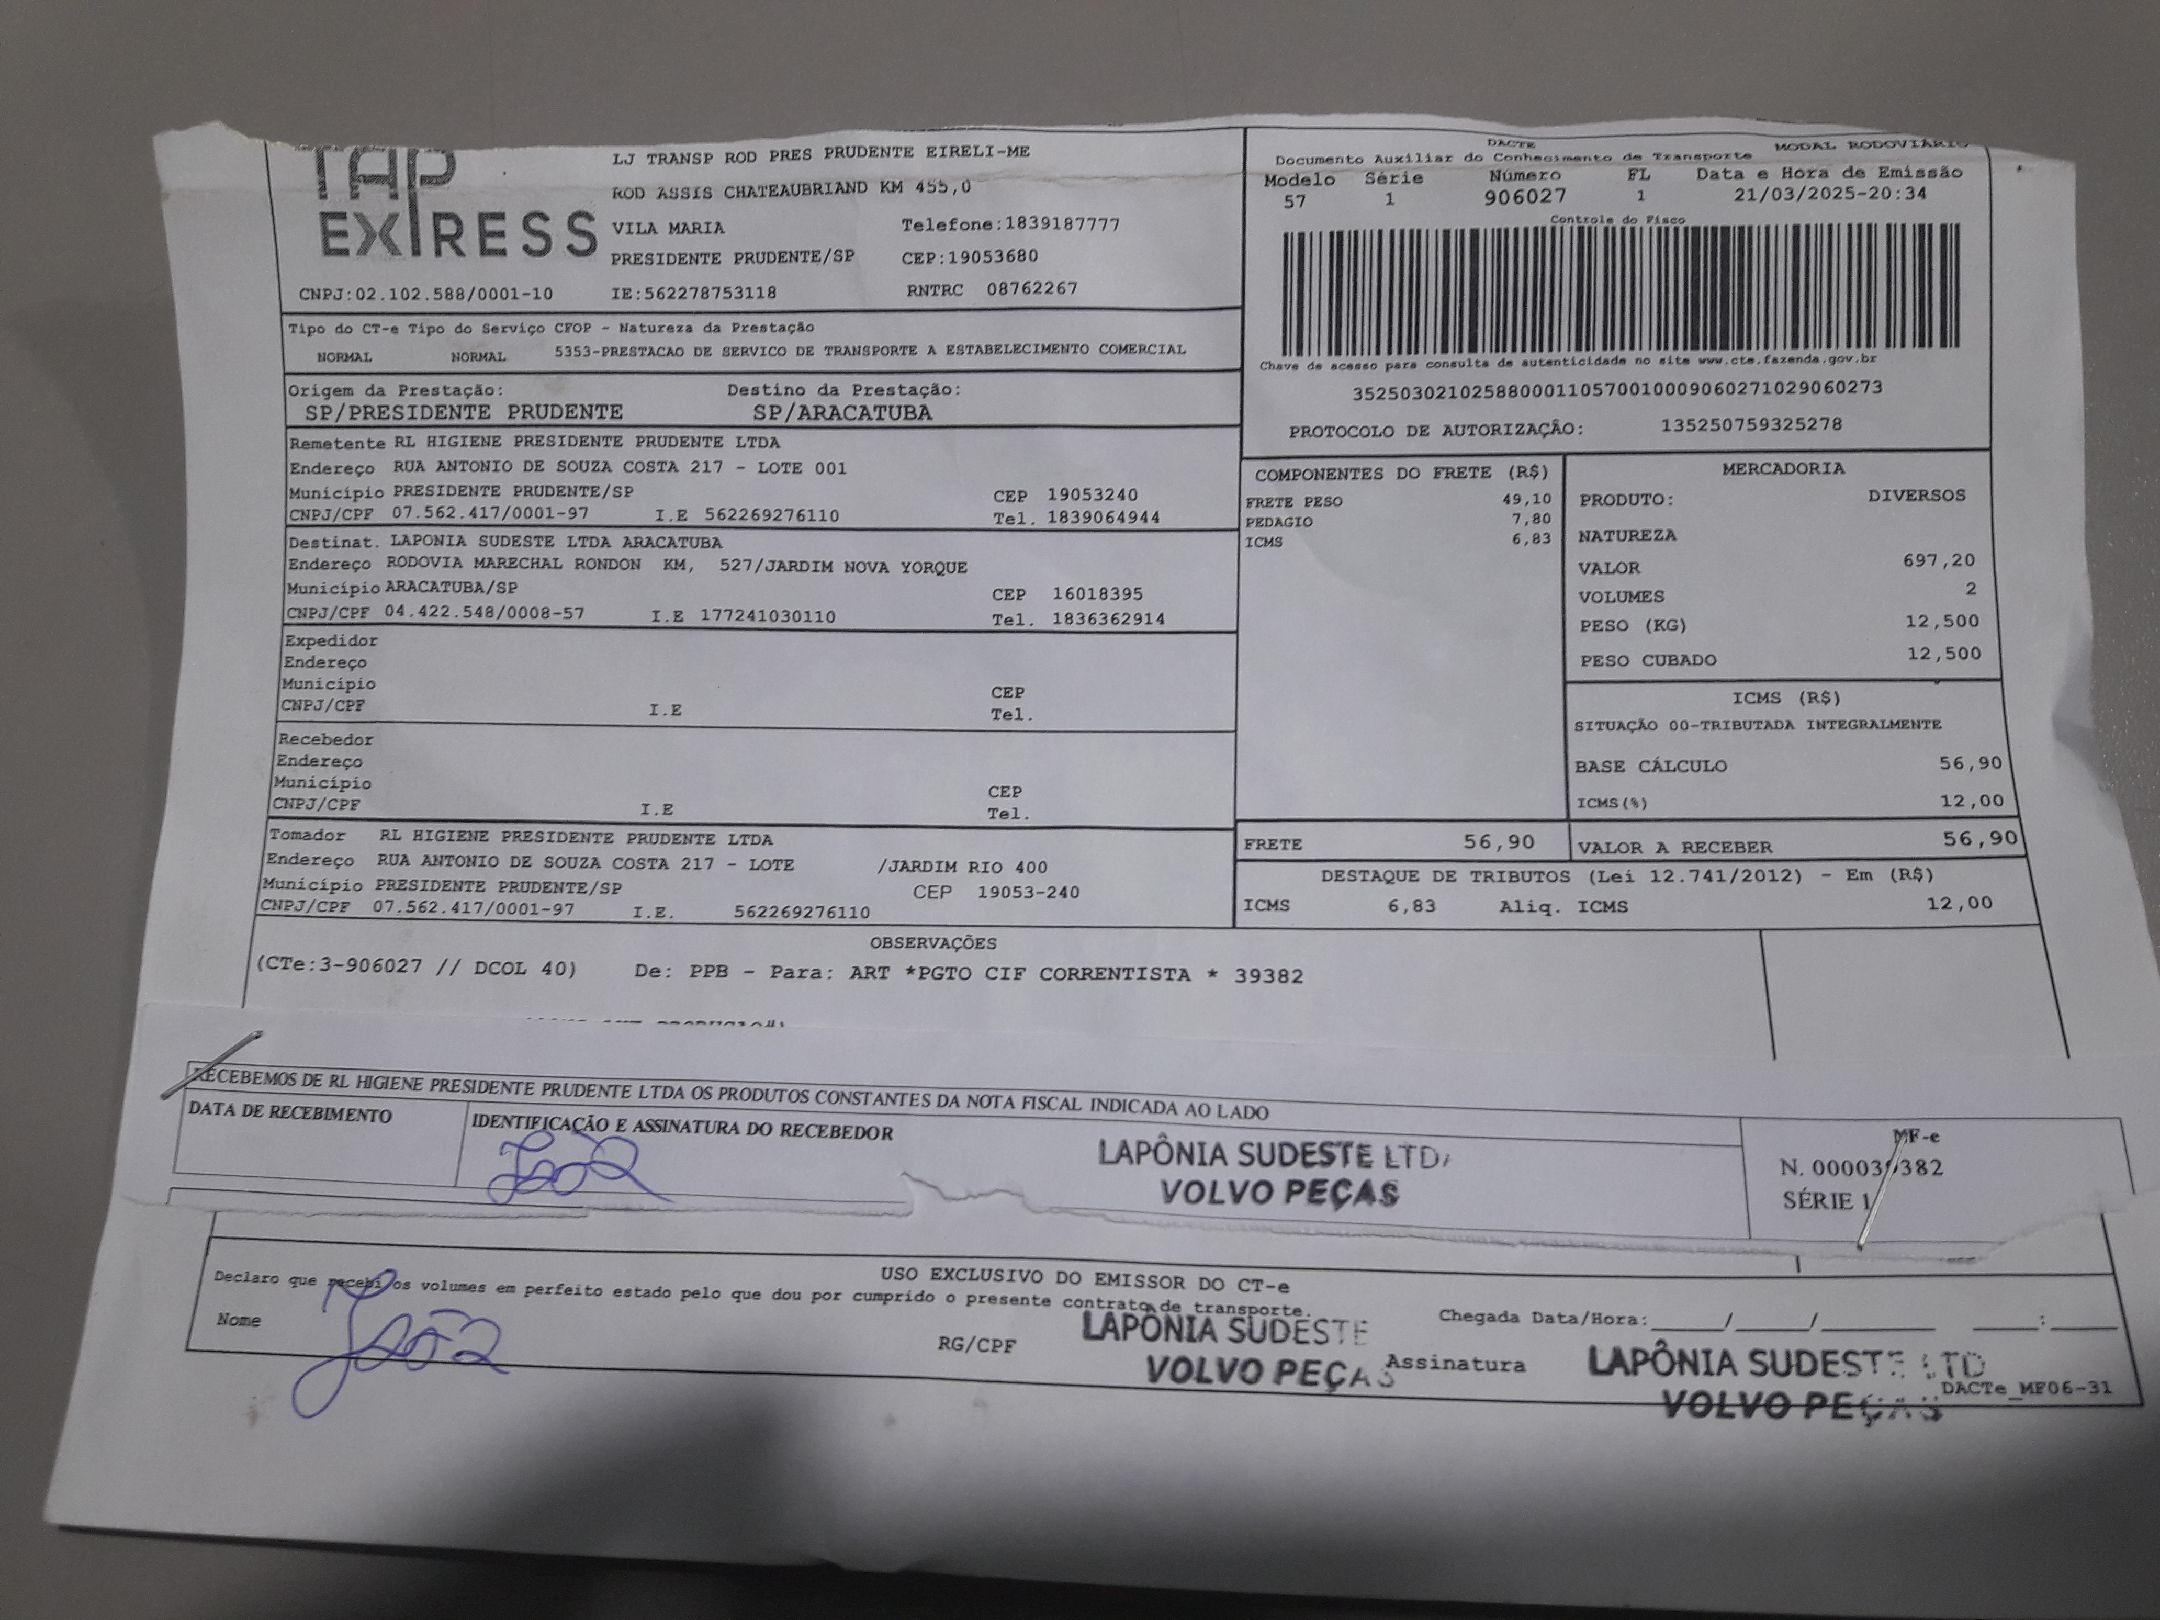 TAP
EXPRESS
LJ TRANSP ROD PRES PRUDENTE EIRELI-ME
ROD ASSIS CHATEAUBRIAND KM 455,0
VILA MARIA Telefone:1839187777
PRESIDENTE PRUDENTE/SP CEP:19053680
CNPJ:02.102.588/0001-10 IE:562278753118 RNTRC 08762267
DACTE MODAL RODOVIÁRIO
Documento Auxiliar do Conhecimento de Transporte
Modelo Série Número FL Data e Hora de Emissão
57 1 906027 1 21/03/2025-20:34
Controle do Fisco
Chave de acesso para consulta de autenticidade no site www.cte.fazenda.gov.br
35250302102588000110570010009060271029060273
PROTOCOLO DE AUTORIZAÇÃO: 135250759325278
Tipo do CT-e Tipo do Serviço CFOP - Natureza da Prestação
NORMAL NORMAL 5353-PRESTACAO DE SERVICO DE TRANSPORTE A ESTABELECIMENTO COMERCIAL
Origem da Prestação: Destino da Prestação:
SP/PRESIDENTE PRUDENTE SP/ARACATUBA
Remetente RL HIGIENE PRESIDENTE PRUDENTE LTDA
Endereço RUA ANTONIO DE SOUZA COSTA 217 - LOTE 001
Município PRESIDENTE PRUDENTE/SP CEP 19053240
CNPJ/CPF 07.562.417/0001-97 I.E 562269276110 Tel. 1839064944
Destinat. LAPONIA SUDESTE LTDA ARACATUBA
Endereço RODOVIA MARECHAL RONDON KM, 527/JARDIM NOVA YORQUE
Município ARACATUBA/SP CEP 16018395
CNPJ/CPF 04.422.548/0008-57 I.E 177241030110 Tel. 1836362914
Expedidor
Endereço
Município CEP
CNPJ/CPF I.E Tel.
Recebedor
Endereço
Município CEP
CNPJ/CPF I.E Tel.
Tomador RL HIGIENE PRESIDENTE PRUDENTE LTDA
Endereço RUA ANTONIO DE SOUZA COSTA 217 - LOTE /JARDIM RIO 400
Município PRESIDENTE PRUDENTE/SP CEP 19053-240
CNPJ/CPF 07.562.417/0001-97 I.E. 562269276110
COMPONENTES DO FRETE (R$)
FRETE PESO 49,10
PEDAGIO 7,80
ICMS 6,83
MERCADORIA
PRODUTO: DIVERSOS
NATUREZA
VALOR 697,20
VOLUMES 2
PESO (KG) 12,500
PESO CUBADO 12,500
ICMS (R$)
SITUAÇÃO 00-TRIBUTADA INTEGRALMENTE
BASE CÁLCULO 56,90
ICMS(%) 12,00
FRETE 56,90 VALOR A RECEBER 56,90
DESTAQUE DE TRIBUTOS (Lei 12.741/2012) - Em (R$)
ICMS 6,83 Aliq. ICMS 12,00
OBSERVAÇÕES
(CTe:3-906027 // DCOL 40) De: PPB - Para: ART *PGTO CIF CORRENTISTA * 39382
RECEBEMOS DE RL HIGIENE PRESIDENTE PRUDENTE LTDA OS PRODUTOS CONSTANTES DA NOTA FISCAL INDICADA AO LADO
DATA DE RECEBIMENTO IDENTIFICAÇÃO E ASSINATURA DO RECEBEDOR
LAPÔNIA SUDESTE LTDA
VOLVO PEÇAS
NF-e
N. 000039382
SÉRIE 1
USO EXCLUSIVO DO EMISSOR DO CT-e
Declaro que recebi os volumes em perfeito estado pelo que dou por cumprido o presente contrato de transporte.
Nome RG/CPF
LAPÔNIA SUDESTE
VOLVO PEÇAS
Chegada Data/Hora:____/____/______ ____:____
Assinatura
LAPÔNIA SUDESTE LTD
VOLVO PEÇAS
DACTe_MF06-31